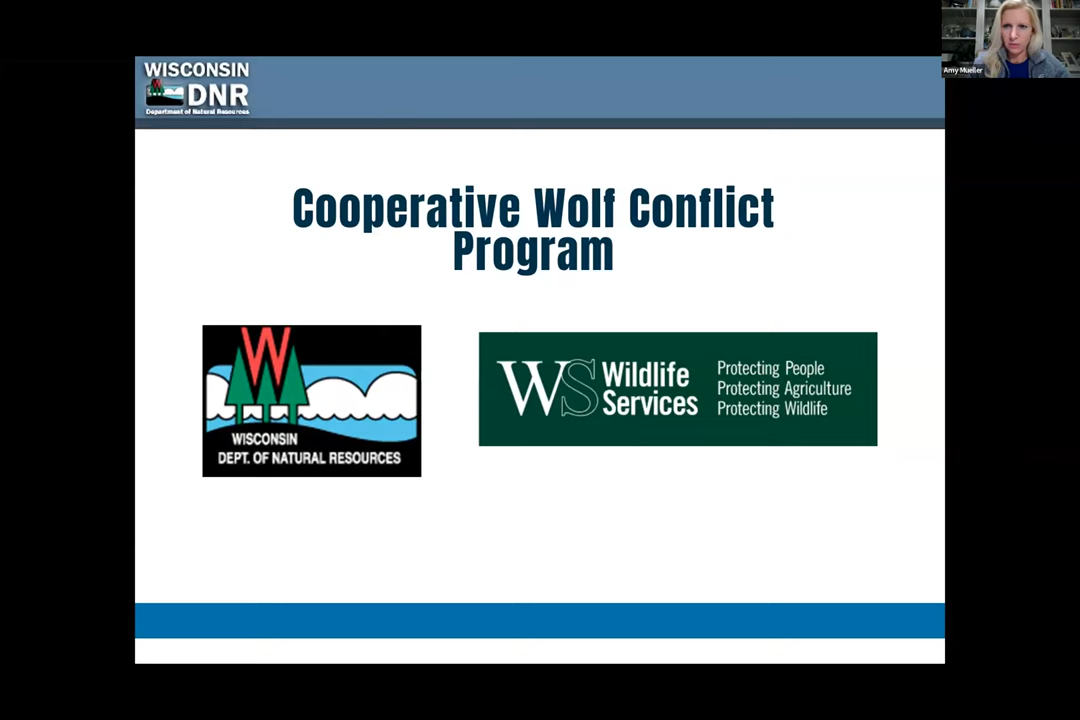 WISCONSIN
DNR
Department of Natural Resources
Amy Mueller
Cooperative Wolf Conflict
Program
W
WISCONSIN
DEPT. OF NATURAL RESOURCES
WS Wildlife Services
Protecting People
Protecting Agriculture
Protecting Wildlife